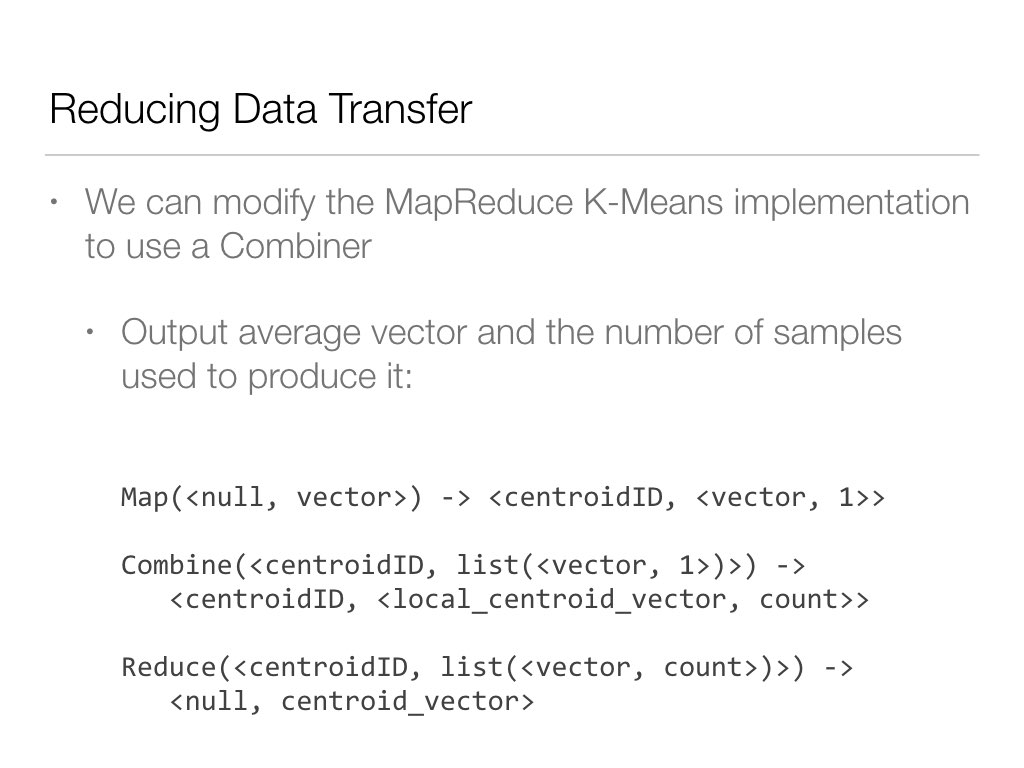 Reducing Data Transfer
• We can modify the MapReduce K-Means implementation
to use a Combiner
• Output average vector and the number of samples
used to produce it:
Map(<null, vector>) -> <centroidID, <vector, 1>>
Combine(<centroidID, list(<vector, 1>)>) ->
<centroidID, <local_centroid_vector, count>>
Reduce(<centroidID, list(<vector, count>)>) ->
<null, centroid_vector>